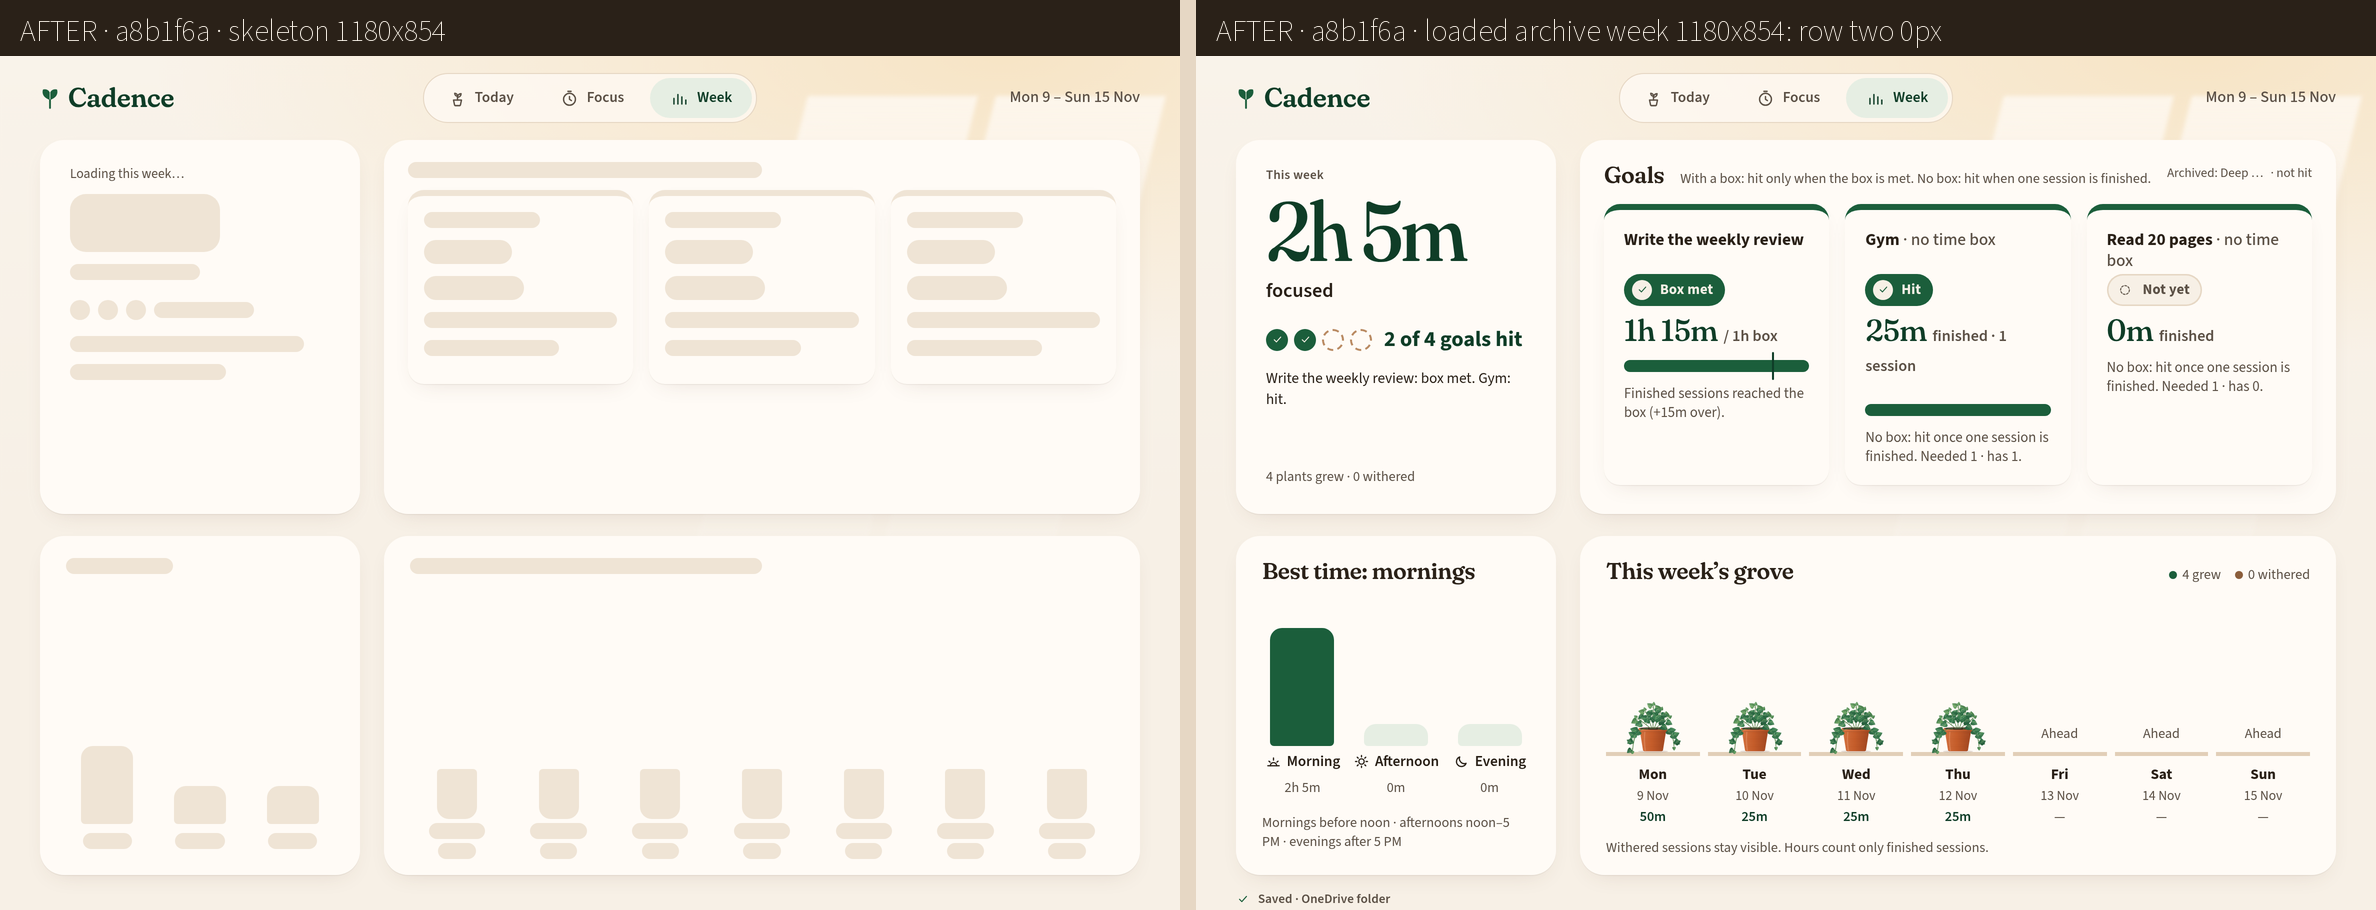 AFTER · a8b1f6a · skeleton 1180x854
Cadence
Today
Focus
Week
Mon 9 – Sun 15 Nov
Loading this week…
AFTER · a8b1f6a · loaded archive week 1180x854: row two 0px
Cadence
Today
Focus
Week
Mon 9 – Sun 15 Nov
This week
2h 5m
focused
2 of 4 goals hit
Write the weekly review: box met. Gym:
hit.
4 plants grew · 0 withered
Goals
With a box: hit only when the box is met. No box: hit when one session is finished.
Archived: Deep … · not hit
Write the weekly review
Box met
1h 15m / 1h box
Finished sessions reached the
box (+15m over).
Gym · no time box
Hit
25m finished · 1
session
No box: hit once one session is
finished. Needed 1 · has 1.
Read 20 pages · no time
box
Not yet
0m finished
No box: hit once one session is
finished. Needed 1 · has 0.
Best time: mornings
Morning
Afternoon
Evening
2h 5m
0m
0m
Mornings before noon · afternoons noon–5
PM · evenings after 5 PM
This week’s grove
4 grew
0 withered
Ahead
Ahead
Ahead
Mon
Tue
Wed
Thu
Fri
Sat
Sun
9 Nov
10 Nov
11 Nov
12 Nov
13 Nov
14 Nov
15 Nov
50m
25m
25m
25m
—
—
—
Withered sessions stay visible. Hours count only finished sessions.
Saved · OneDrive folder